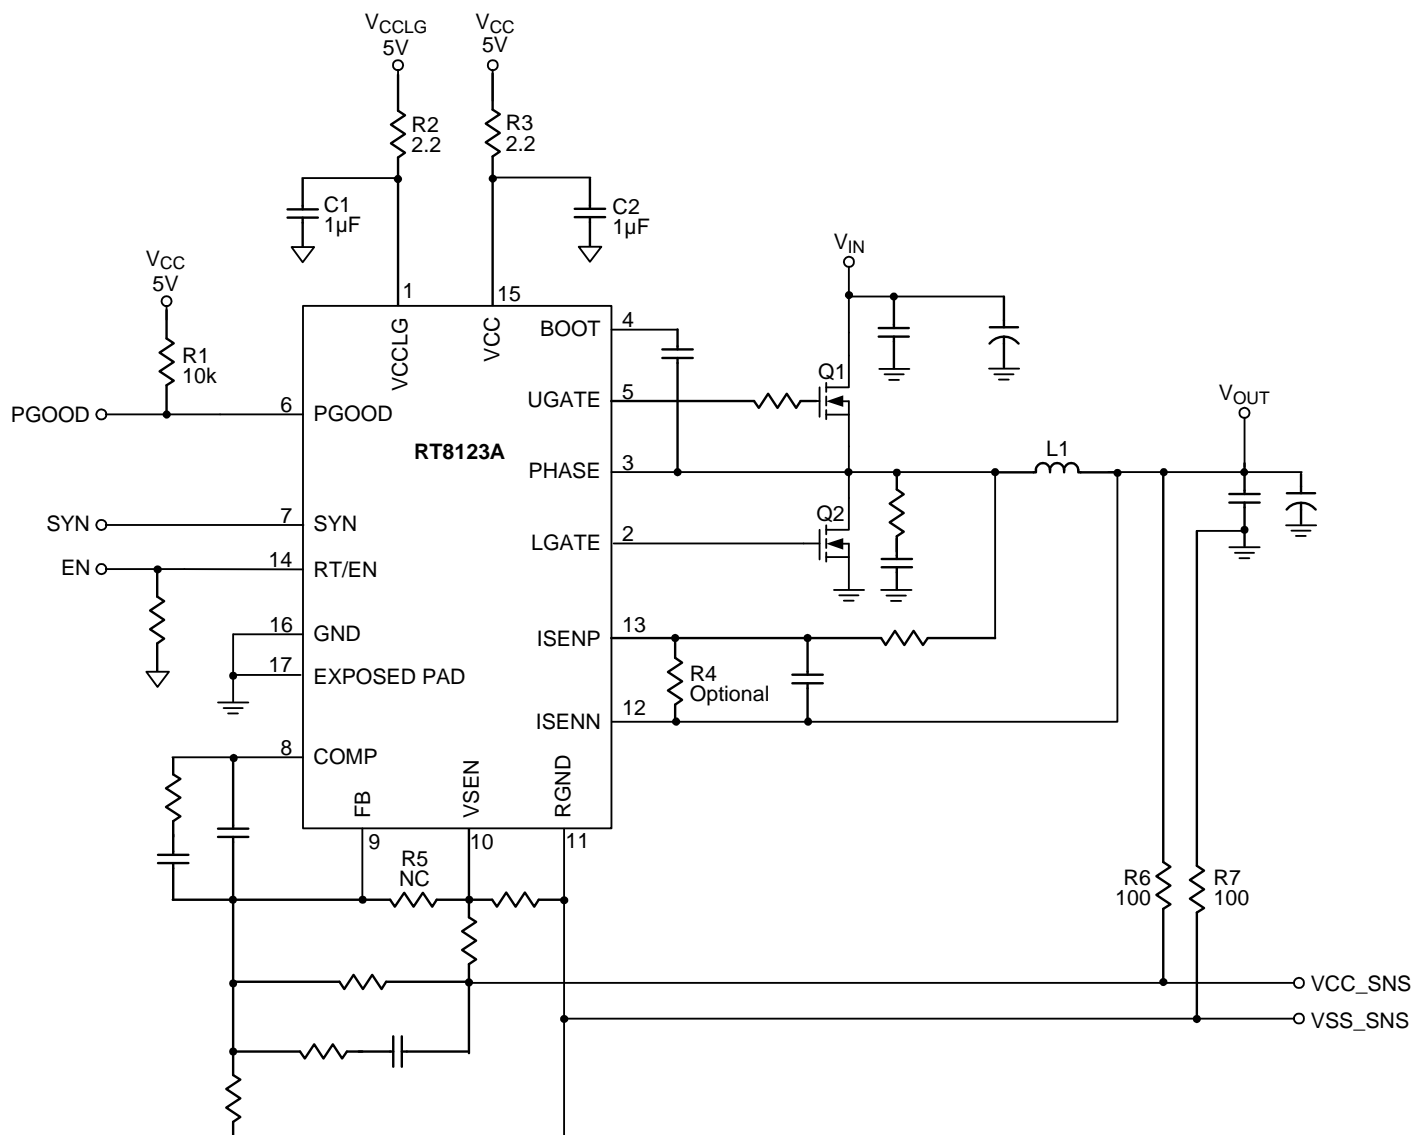 VCCLG
5V
VCC
5V
R2
2.2
R3
2.2
C1
1µF
C2
1µF
VCC
5V
VIN
1
15
VCCLG
VCC
BOOT
4
R1
10k
Q1
UGATE
5
VOUT
PGOOD
6
PGOOD
RT8123A
PHASE
3
L1
SYN
7
SYN
LGATE
2
Q2
EN
14
RT/EN
16
GND
ISENP
13
17
EXPOSED PAD
R4
Optional
ISENN
12
8
COMP
FB
VSEN
RGND
9
10
11
R5
NC
R6
100
R7
100
VCC_SNS
VSS_SNS